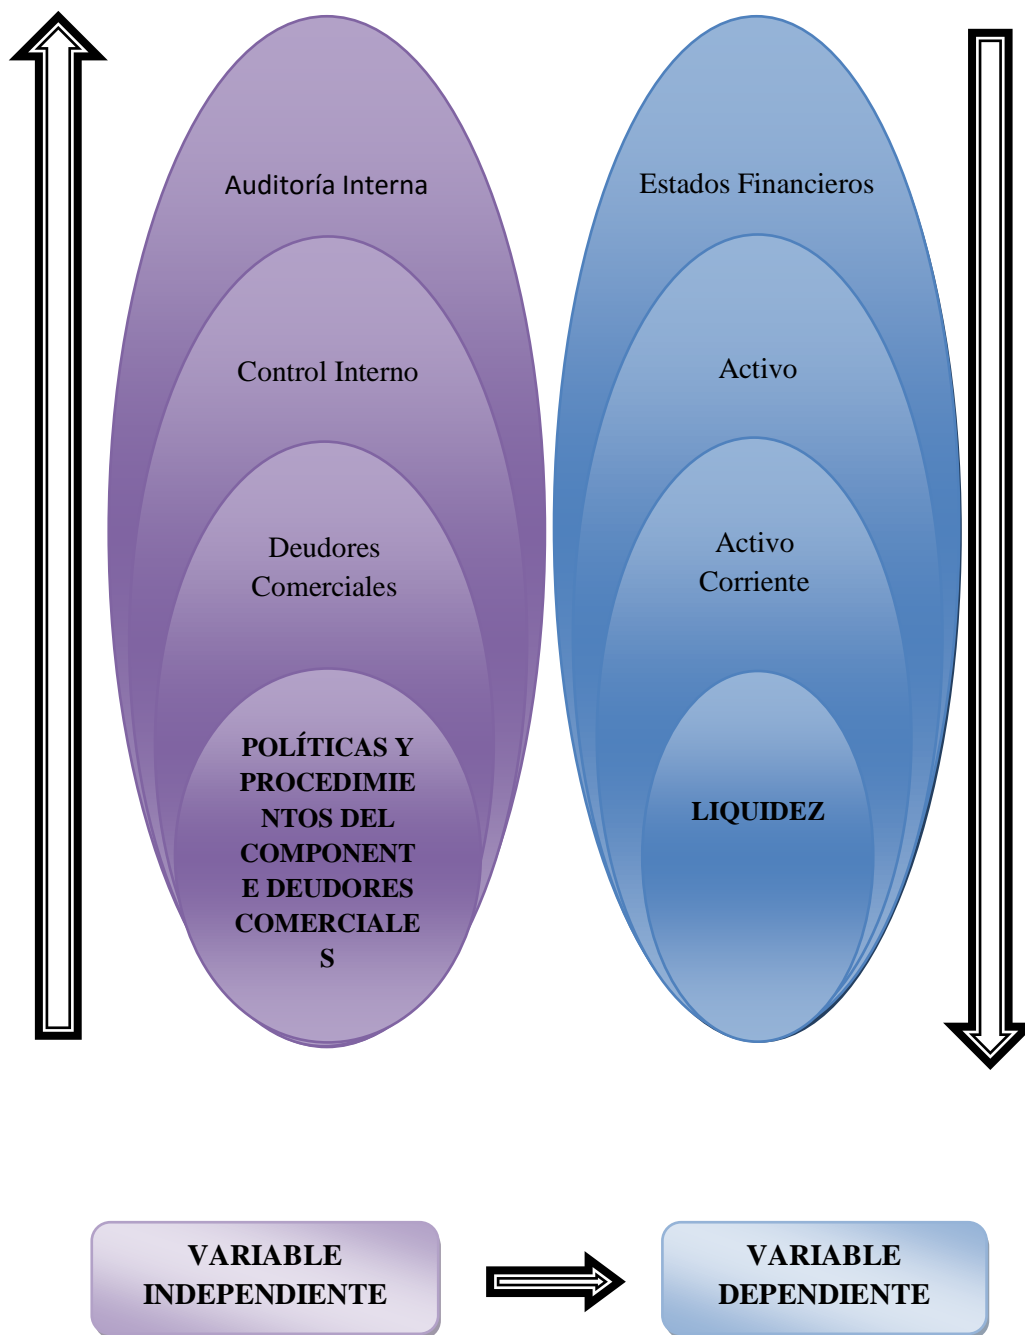 Auditoría Interna
Control Interno
Deudores
Comerciales
POLÍTICAS Y
PROCEDIMIE
NTOS DEL
COMPONENT
E DEUDORES
COMERCIALE
S
Estados Financieros
Activo
Activo
Corriente
LIQUIDEZ
VARIABLE
INDEPENDIENTE
VARIABLE
DEPENDIENTE